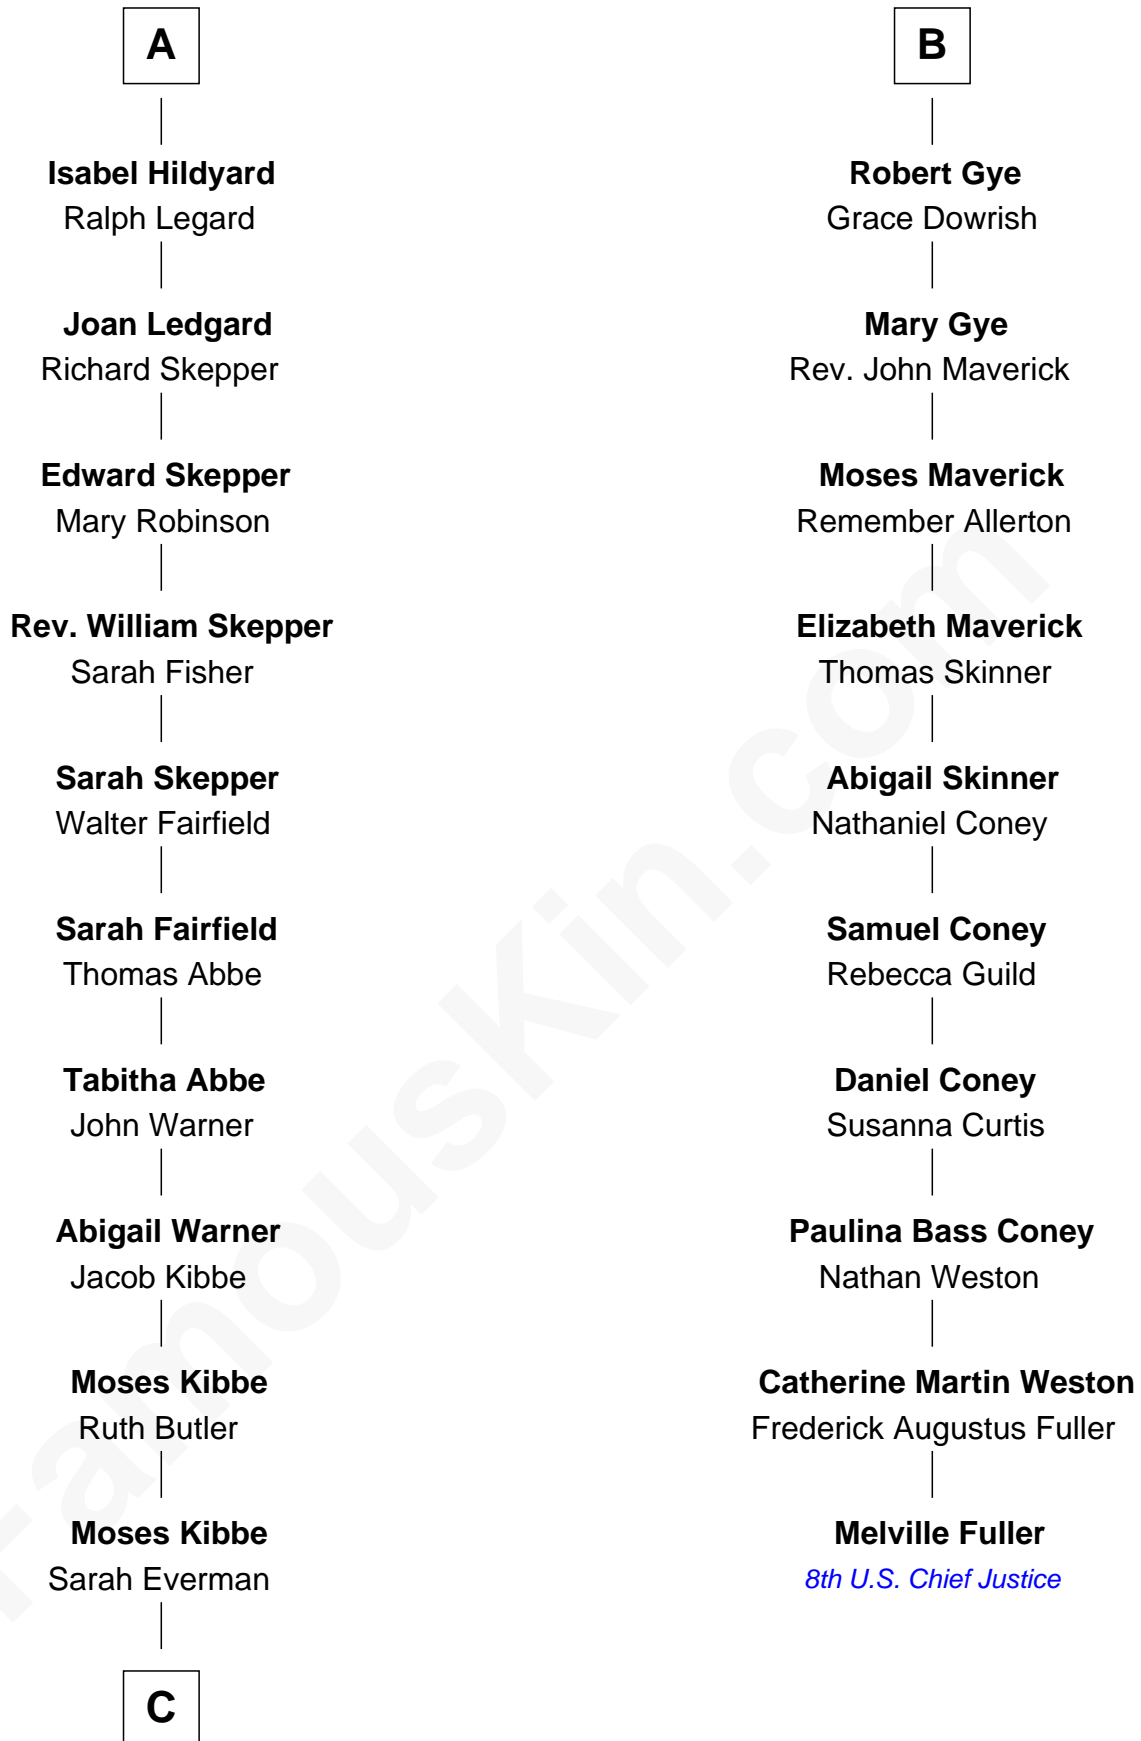 A
Isabel Hildyard
Ralph Legard
Joan Ledgard
Richard Skepper
Edward Skepper
Mary Robinson
Rev. William Skepper
Sarah Fisher
Sarah Skepper
Walter Fairfield
Sarah Fairfield
Thomas Abbe
Tabitha Abbe
John Warner
Abigail Warner
Jacob Kibbe
Moses Kibbe
Ruth Butler
Moses Kibbe
Sarah Everman
C
B
Robert Gye
Grace Dowrish
Mary Gye
Rev. John Maverick
Moses Maverick
Remember Allerton
Elizabeth Maverick
Thomas Skinner
Abigail Skinner
Nathaniel Coney
Samuel Coney
Rebecca Guild
Daniel Coney
Susanna Curtis
Paulina Bass Coney
Nathan Weston
Catherine Martin Weston
Frederick Augustus Fuller
Melville Fuller
8th U.S. Chief Justice
FamousKin.com